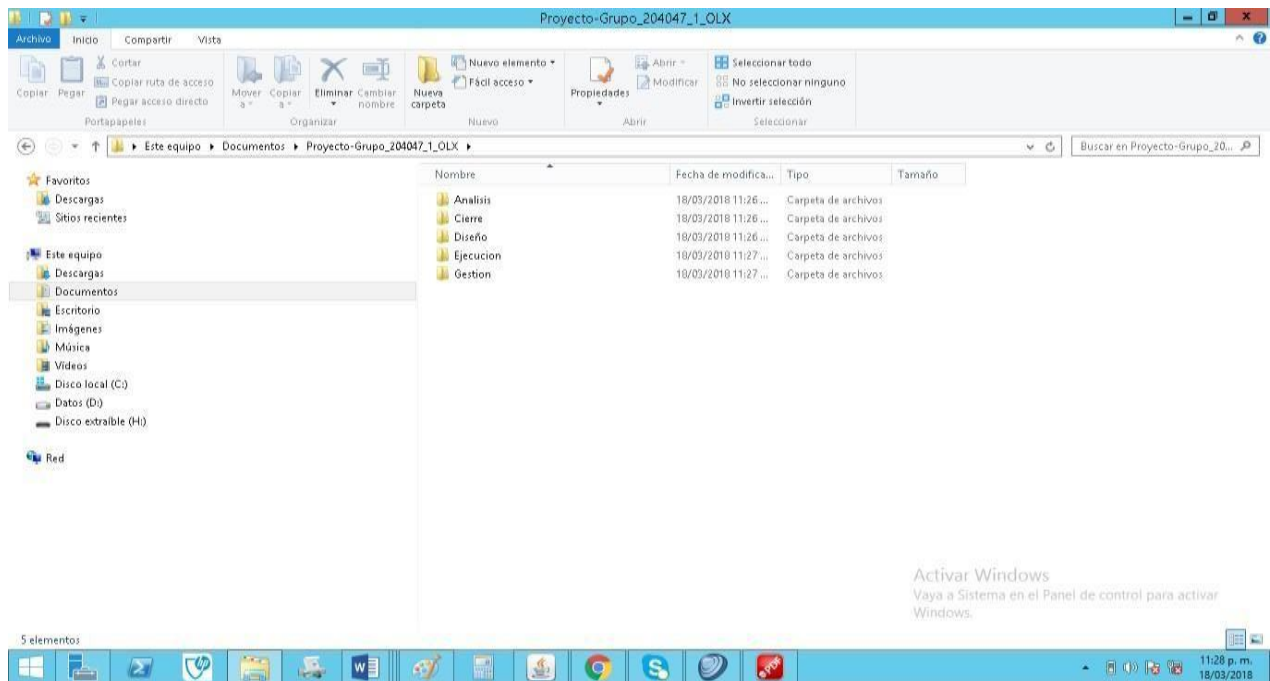 Proyecto-Grupo_204047_1_OLX
Archivo Inicio Compartir Vista
Copiar Pegar Cortar
Copiar ruta de acceso
Pegar acceso directo
Portapapeles
Mover a Copiar a Eliminar Cambiar nombre
Organizar
Nueva carpeta Nuevo elemento
Fácil acceso
Nuevo
Propiedades Abrir
Modificar
Abrir
Seleccionar todo
No seleccionar ninguno
Invertir selección
Seleccionar
Este equipo Documentos Proyecto-Grupo_204047_1_OLX
Buscar en Proyecto-Grupo_20...
Favoritos
Descargas
Sitios recientes
Este equipo
Descargas
Documentos
Escritorio
Imágenes
Música
Vídeos
Disco local (C:)
Datos (D:)
Disco extraíble (H:)
Red
Nombre Fecha de modifica... Tipo Tamaño
Analisis 18/03/2018 11:26 ... Carpeta de archivos
Cierre 18/03/2018 11:26 ... Carpeta de archivos
Diseño 18/03/2018 11:26 ... Carpeta de archivos
Ejecucion 18/03/2018 11:27 ... Carpeta de archivos
Gestion 18/03/2018 11:27 ... Carpeta de archivos
Activar Windows
Vaya a Sistema en el Panel de control para activar
Windows.
5 elementos
11:28 p. m.
18/03/2018